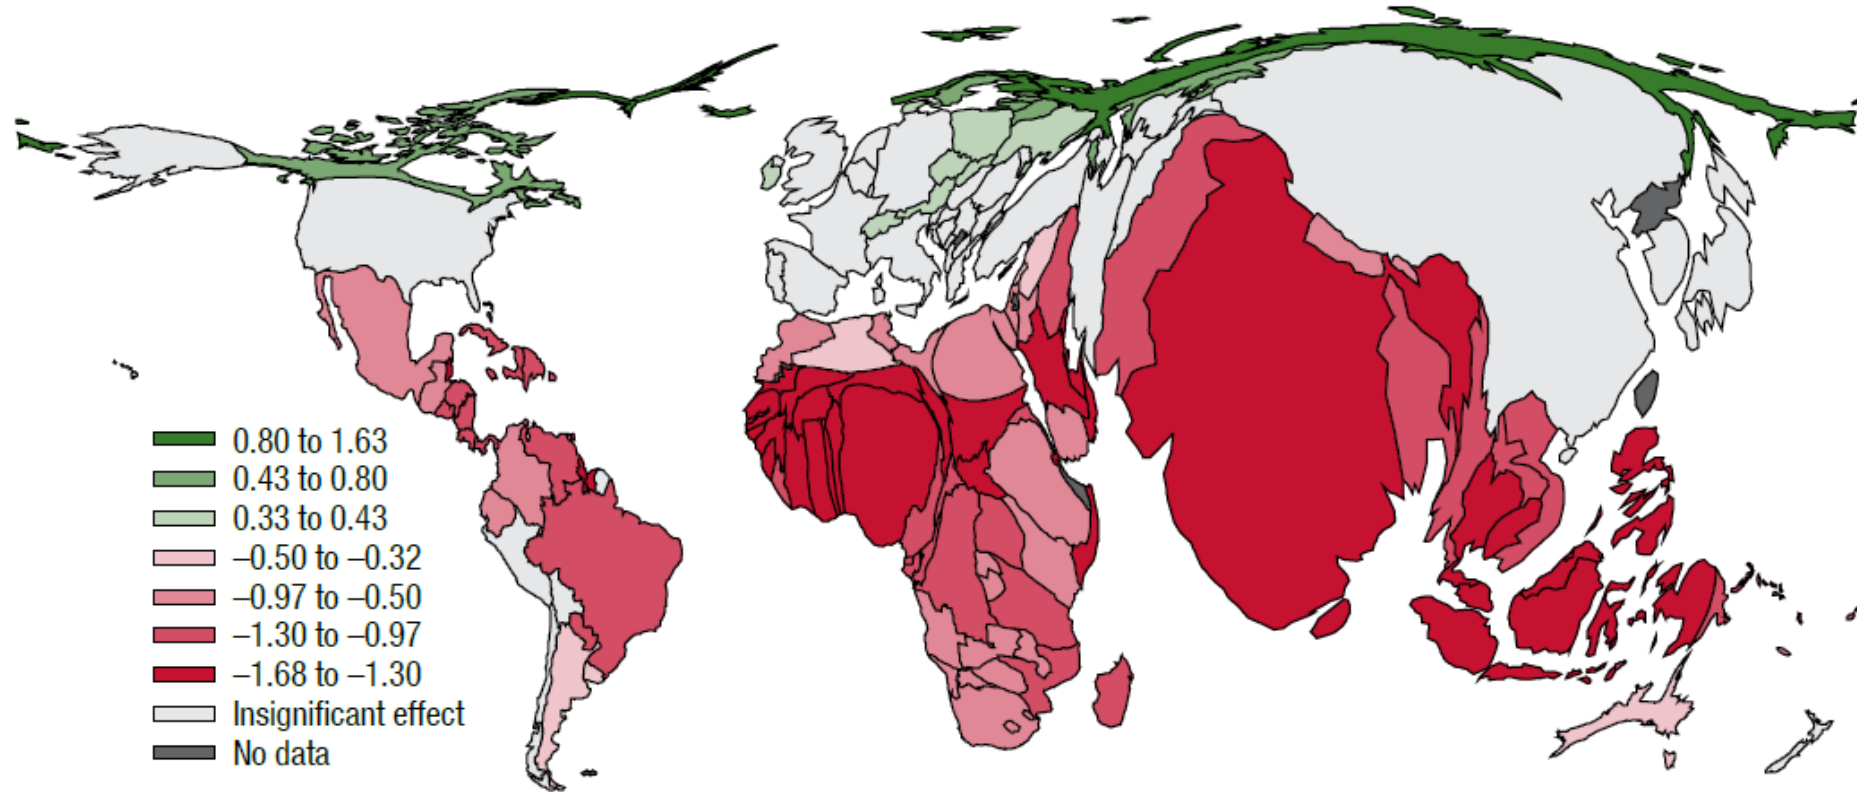 0.80 to 1.63
0.43 to 0.80
0.33 to 0.43
–0.50 to –0.32
–0.97 to –0.50
–1.30 to –0.97
–1.68 to –1.30
Insignificant effect
No data